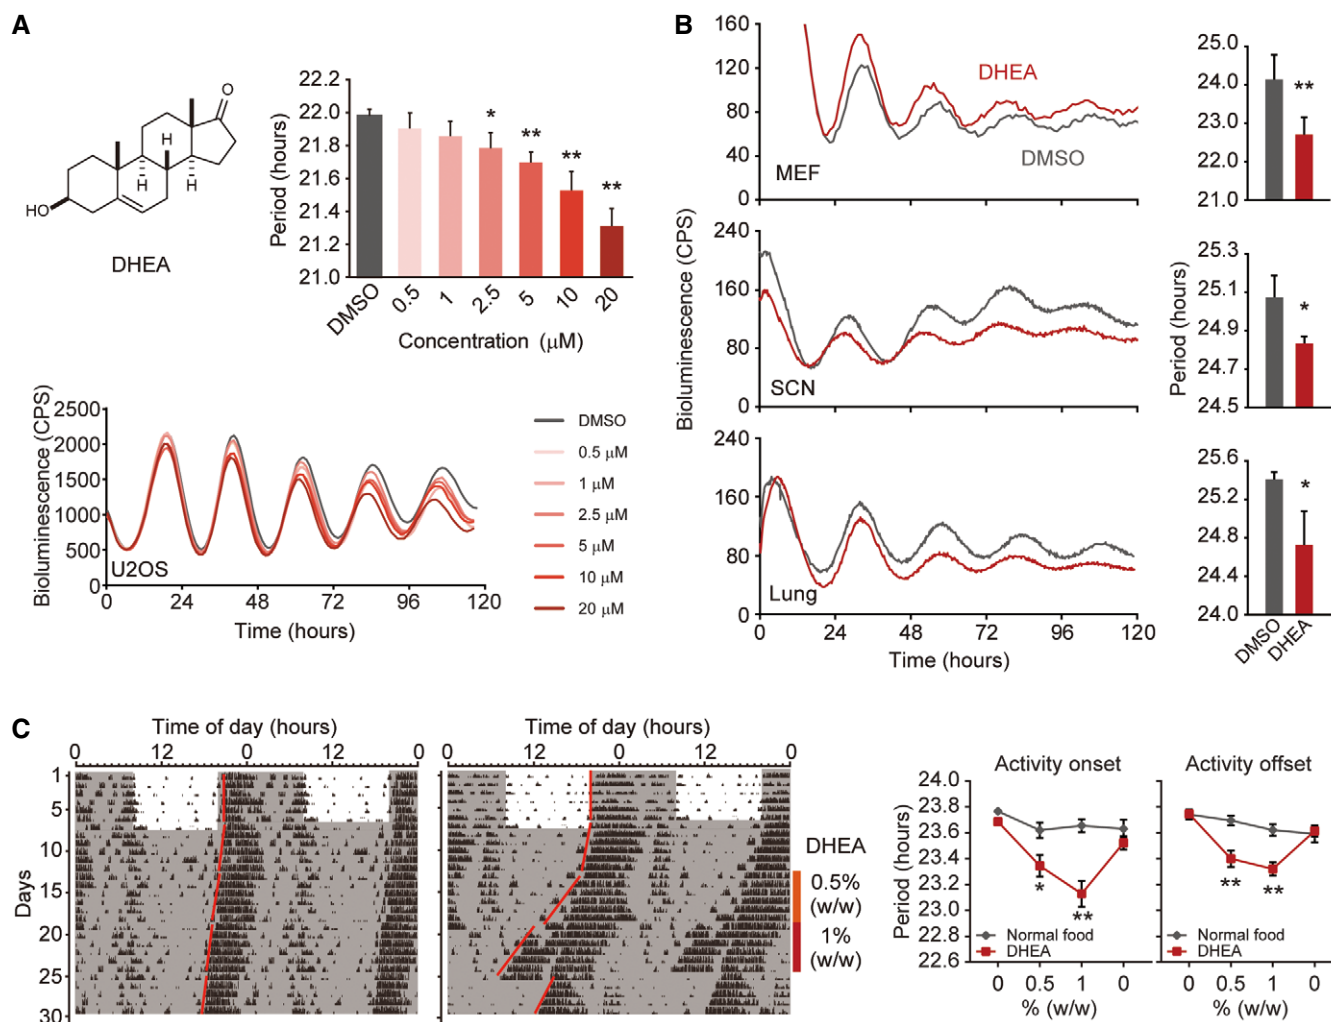 A
O
H
H
H
HO
DHEA
Period (hours)
22.2
22.0
21.8
21.6
21.4
21.2
21.0
*
**
**
**
DMSO
0.5
1
2.5
5
10
20
Concentration (μM)
Bioluminescence (CPS)
2500
2000
1500
1000
500
0
U2OS
0 24 48 72 96 120
Time (hours)
DMSO
0.5 μM
1 μM
2.5 μM
5 μM
10 μM
20 μM
B
Bioluminescence (CPS)
160
120
80
40
0
DHEA
DMSO
MEF
240
160
80
0
SCN
240
160
80
0
Lung
0 24 48 72 96 120
Time (hours)
Period (hours)
25.0
24.0
23.0
22.0
21.0
**
25.3
25.1
24.9
24.7
24.5
*
25.6
25.2
24.8
24.4
24.0
*
DMSO
DHEA
C
Time of day (hours)
0 12 0 12 0
Days
1
5
10
15
20
25
30
Time of day (hours)
0 12 0 12 0
DHEA
0.5%
(w/w)
1%
(w/w)
Activity onset
Period (hours)
24.0
23.8
23.6
23.4
23.2
23.0
22.8
22.6
*
**
Normal food
DHEA
0 0.5 1 0
% (w/w)
Activity offset
**
**
Normal food
DHEA
0 0.5 1 0
% (w/w)